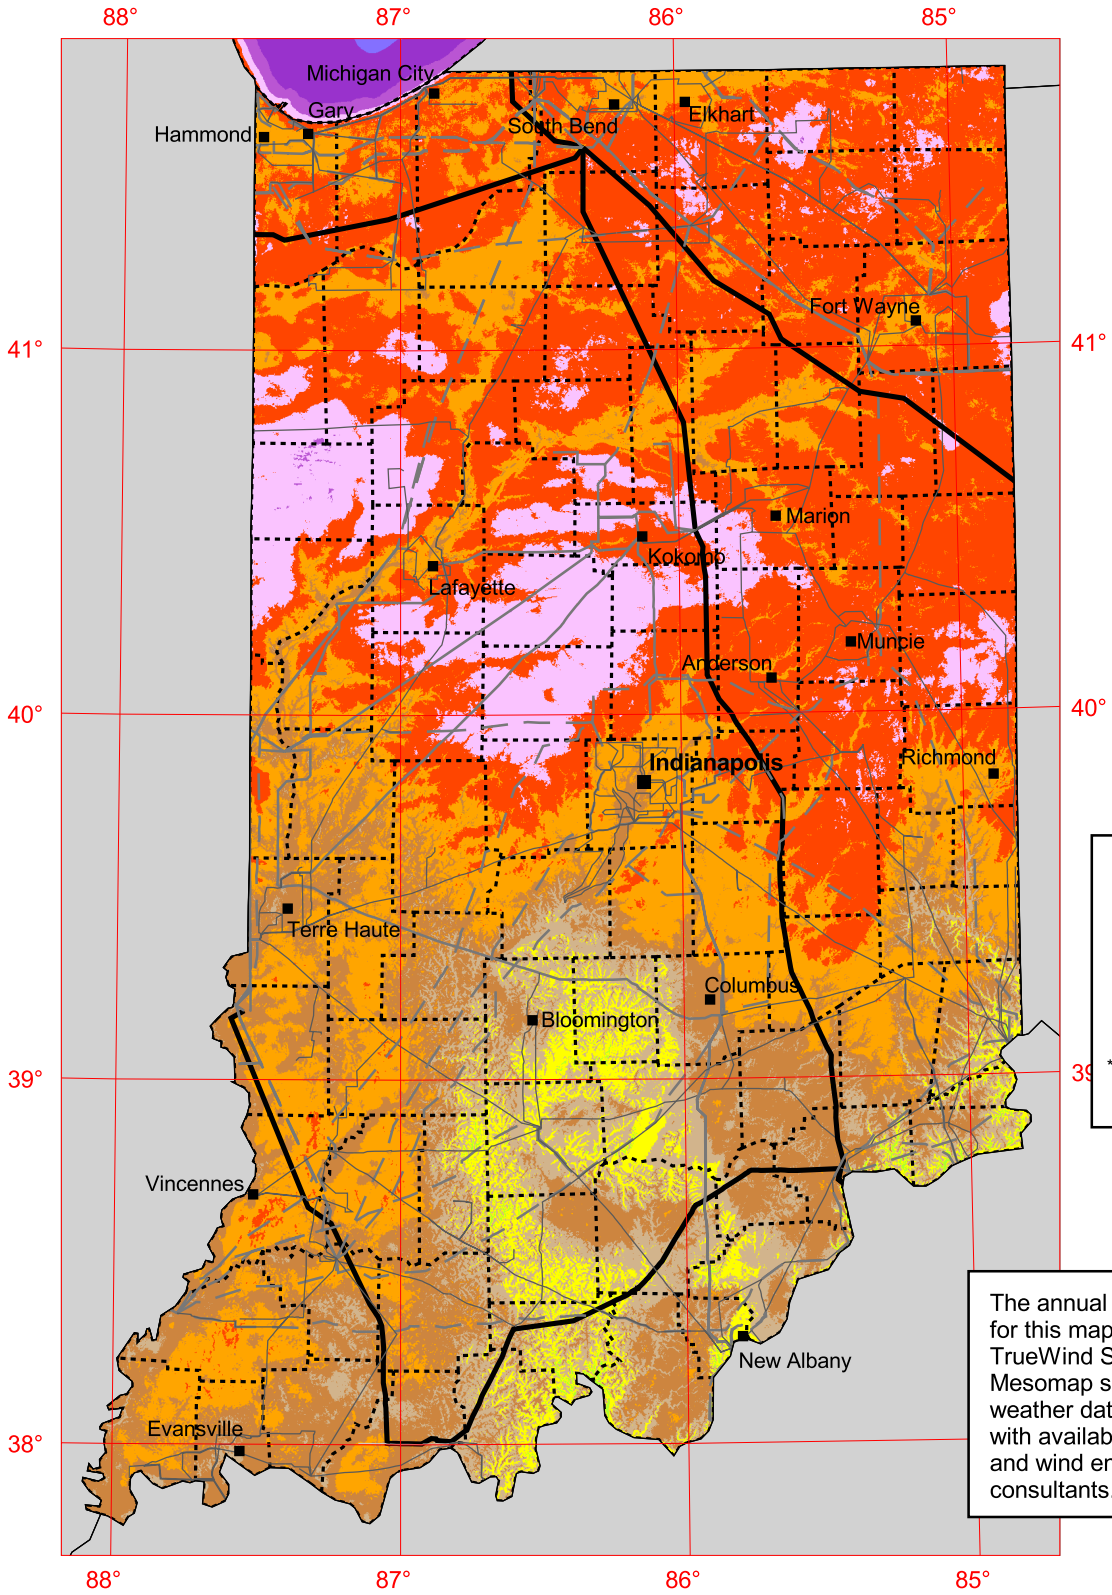 88°
87°
86°
85°
Michigan City
Gary
Hammond
South Bend
Elkhart
Fort Wayne
41°
41°
Marion
Kokomo
Lafayette
Muncie
Anderson
40°
40°
Richmond
Indianapolis
Terre Haute
Columbus
Bloomington
39°
39
*
Vincennes
The annual
for this map
TrueWind S
Mesomap s
weather dat
with availab
and wind en
consultants.
New Albany
Evansville
38°
88°
87°
86°
85°